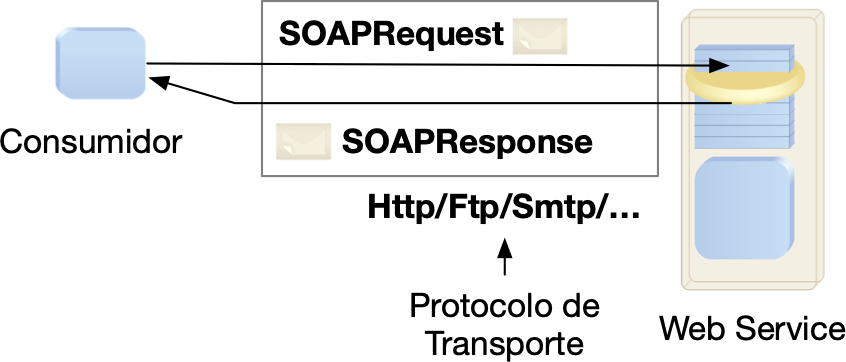 SOAPRequest
Consumidor
SOAPResponse
Http/Ftp/Smtp/...
Protocolo de
Transporte
Web Service